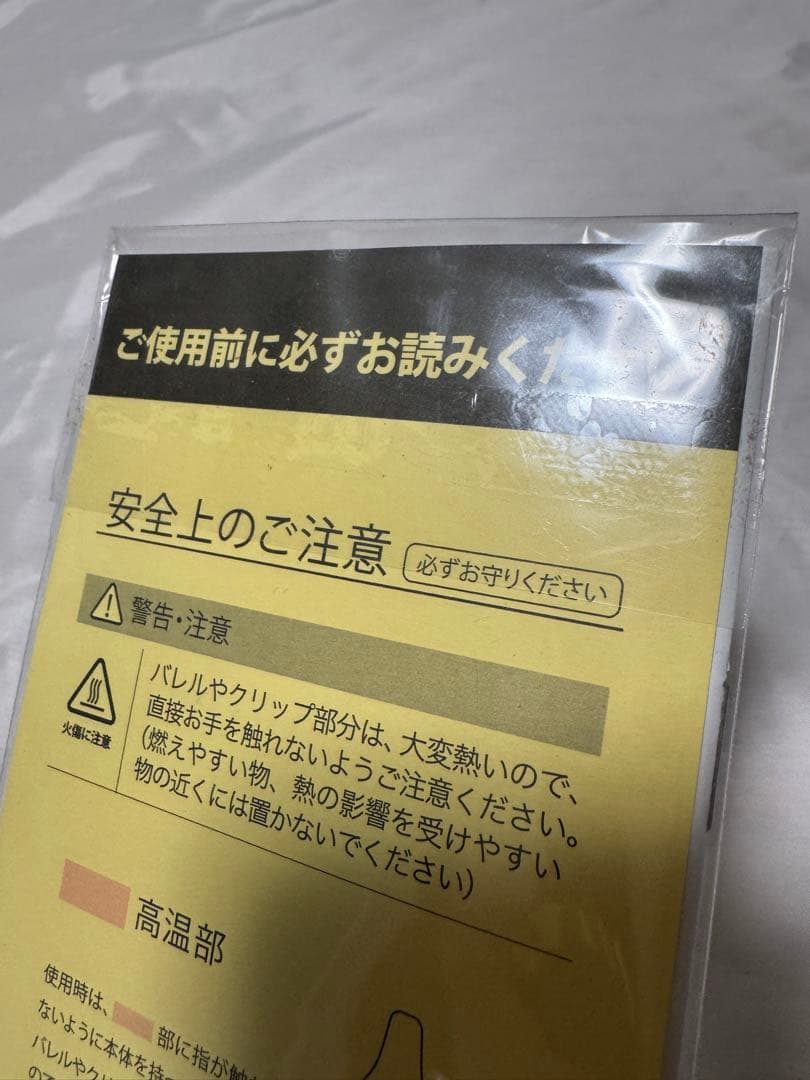 ご使用前に必ずお読みくだ
安全上のご注意 必ずお守りください
警告・注意
火傷に注意
バレルやクリップ部分は、大変熱いので、
直接お手を触れないようご注意ください。
(燃えやすい物、熱の影響を受けやすい
物の近くには置かないでください)
高温部
使用時は、 部に指が触
ないように本体を持
バレルやク